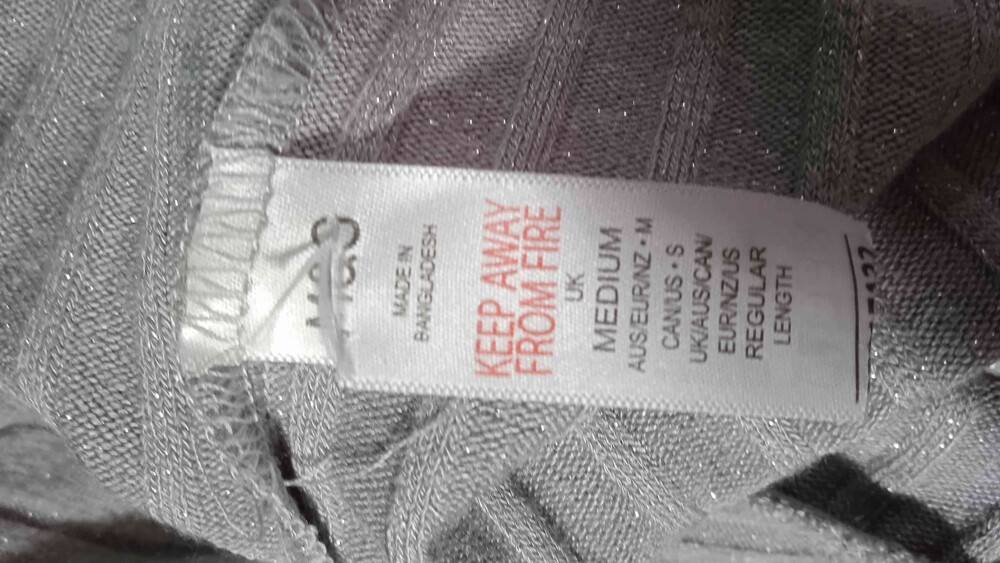 MADE IN
BANGLADESH
KEEP AWAY
FROM FIRE
UK
MEDIUM
AUS/EUR/NZ • M
CAN/US • S
UK/AUS/CAN/
EUR/NZ/US
REGULAR
LENGTH